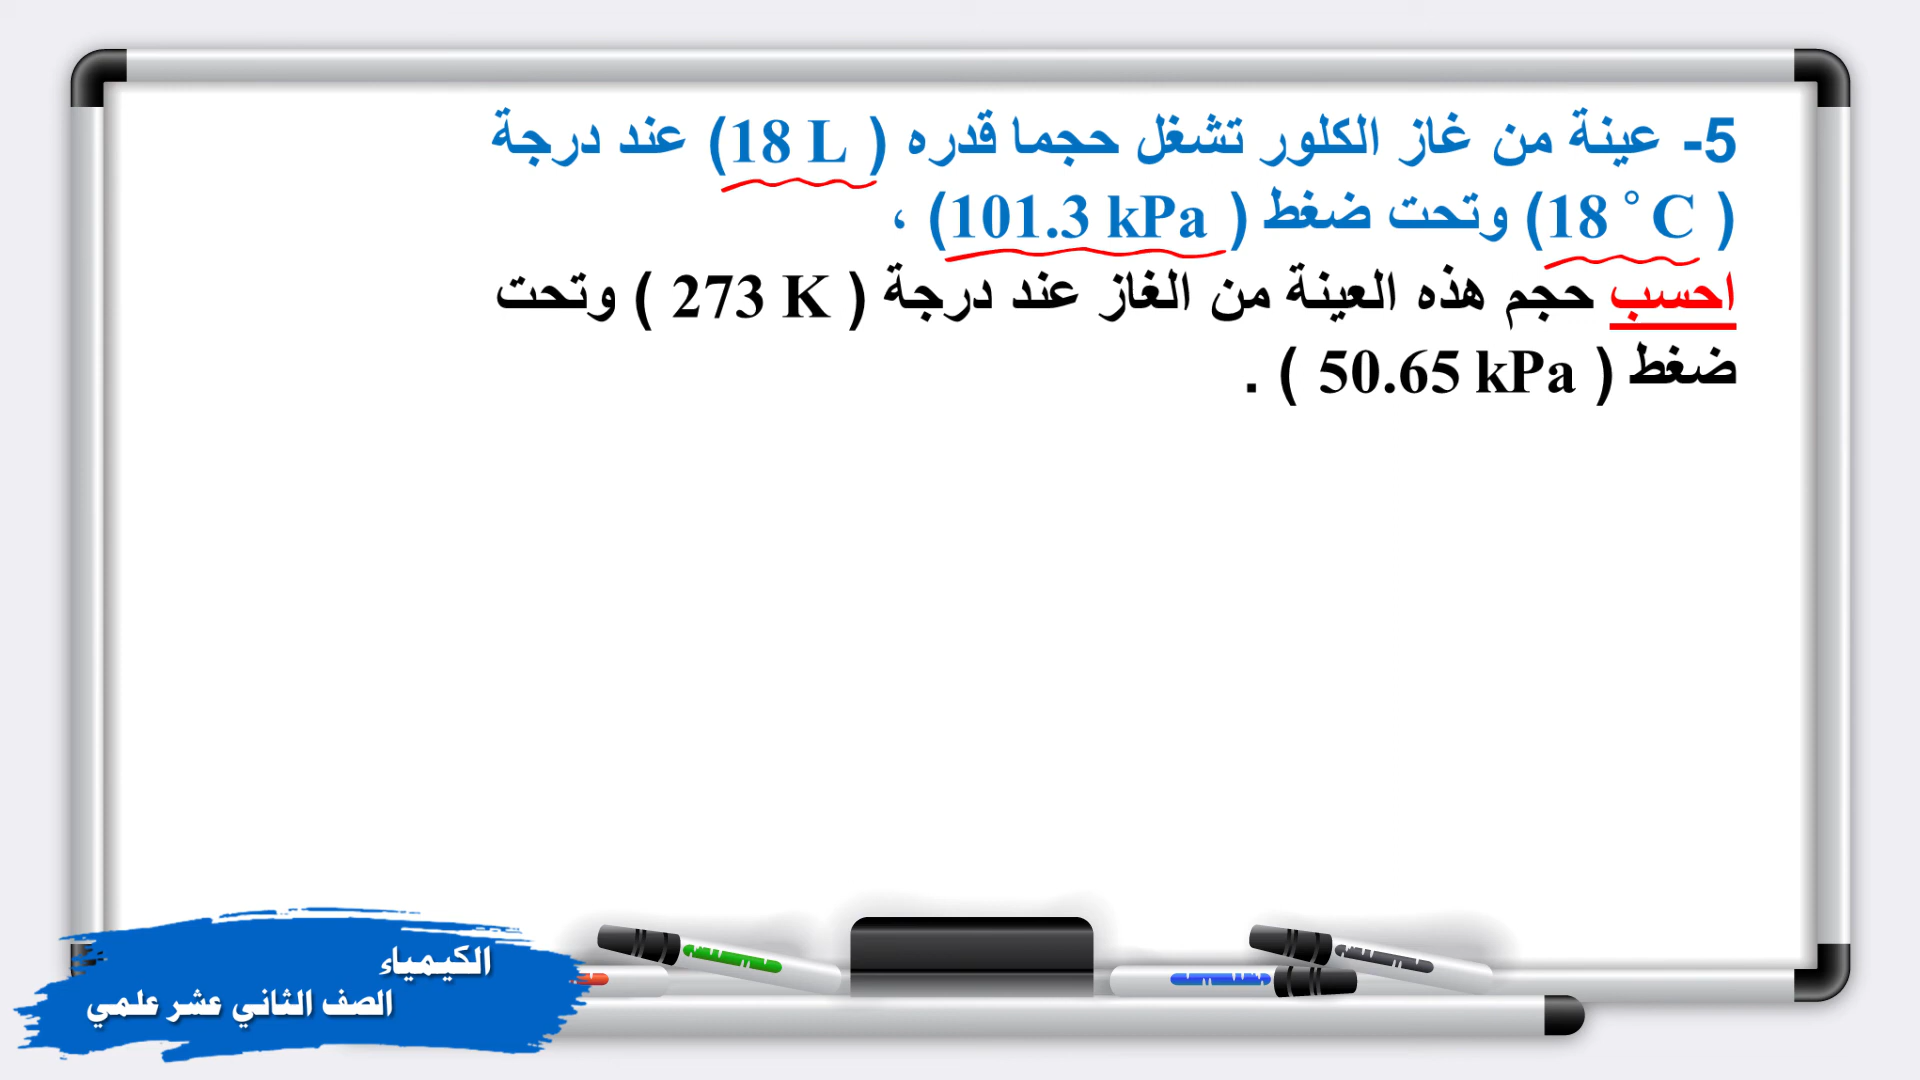 5- عينة من غاز الكلور تشغل حجما قدره ( 18 L) عند درجة
( 18 °C) وتحت ضغط ( 101.3 kPa) ،
احسب حجم هذه العينة من الغاز عند درجة ( 273 K ) وتحت
ضغط ( 50.65 kPa ) .
الكيمياء
الصف الثاني عشر علمي